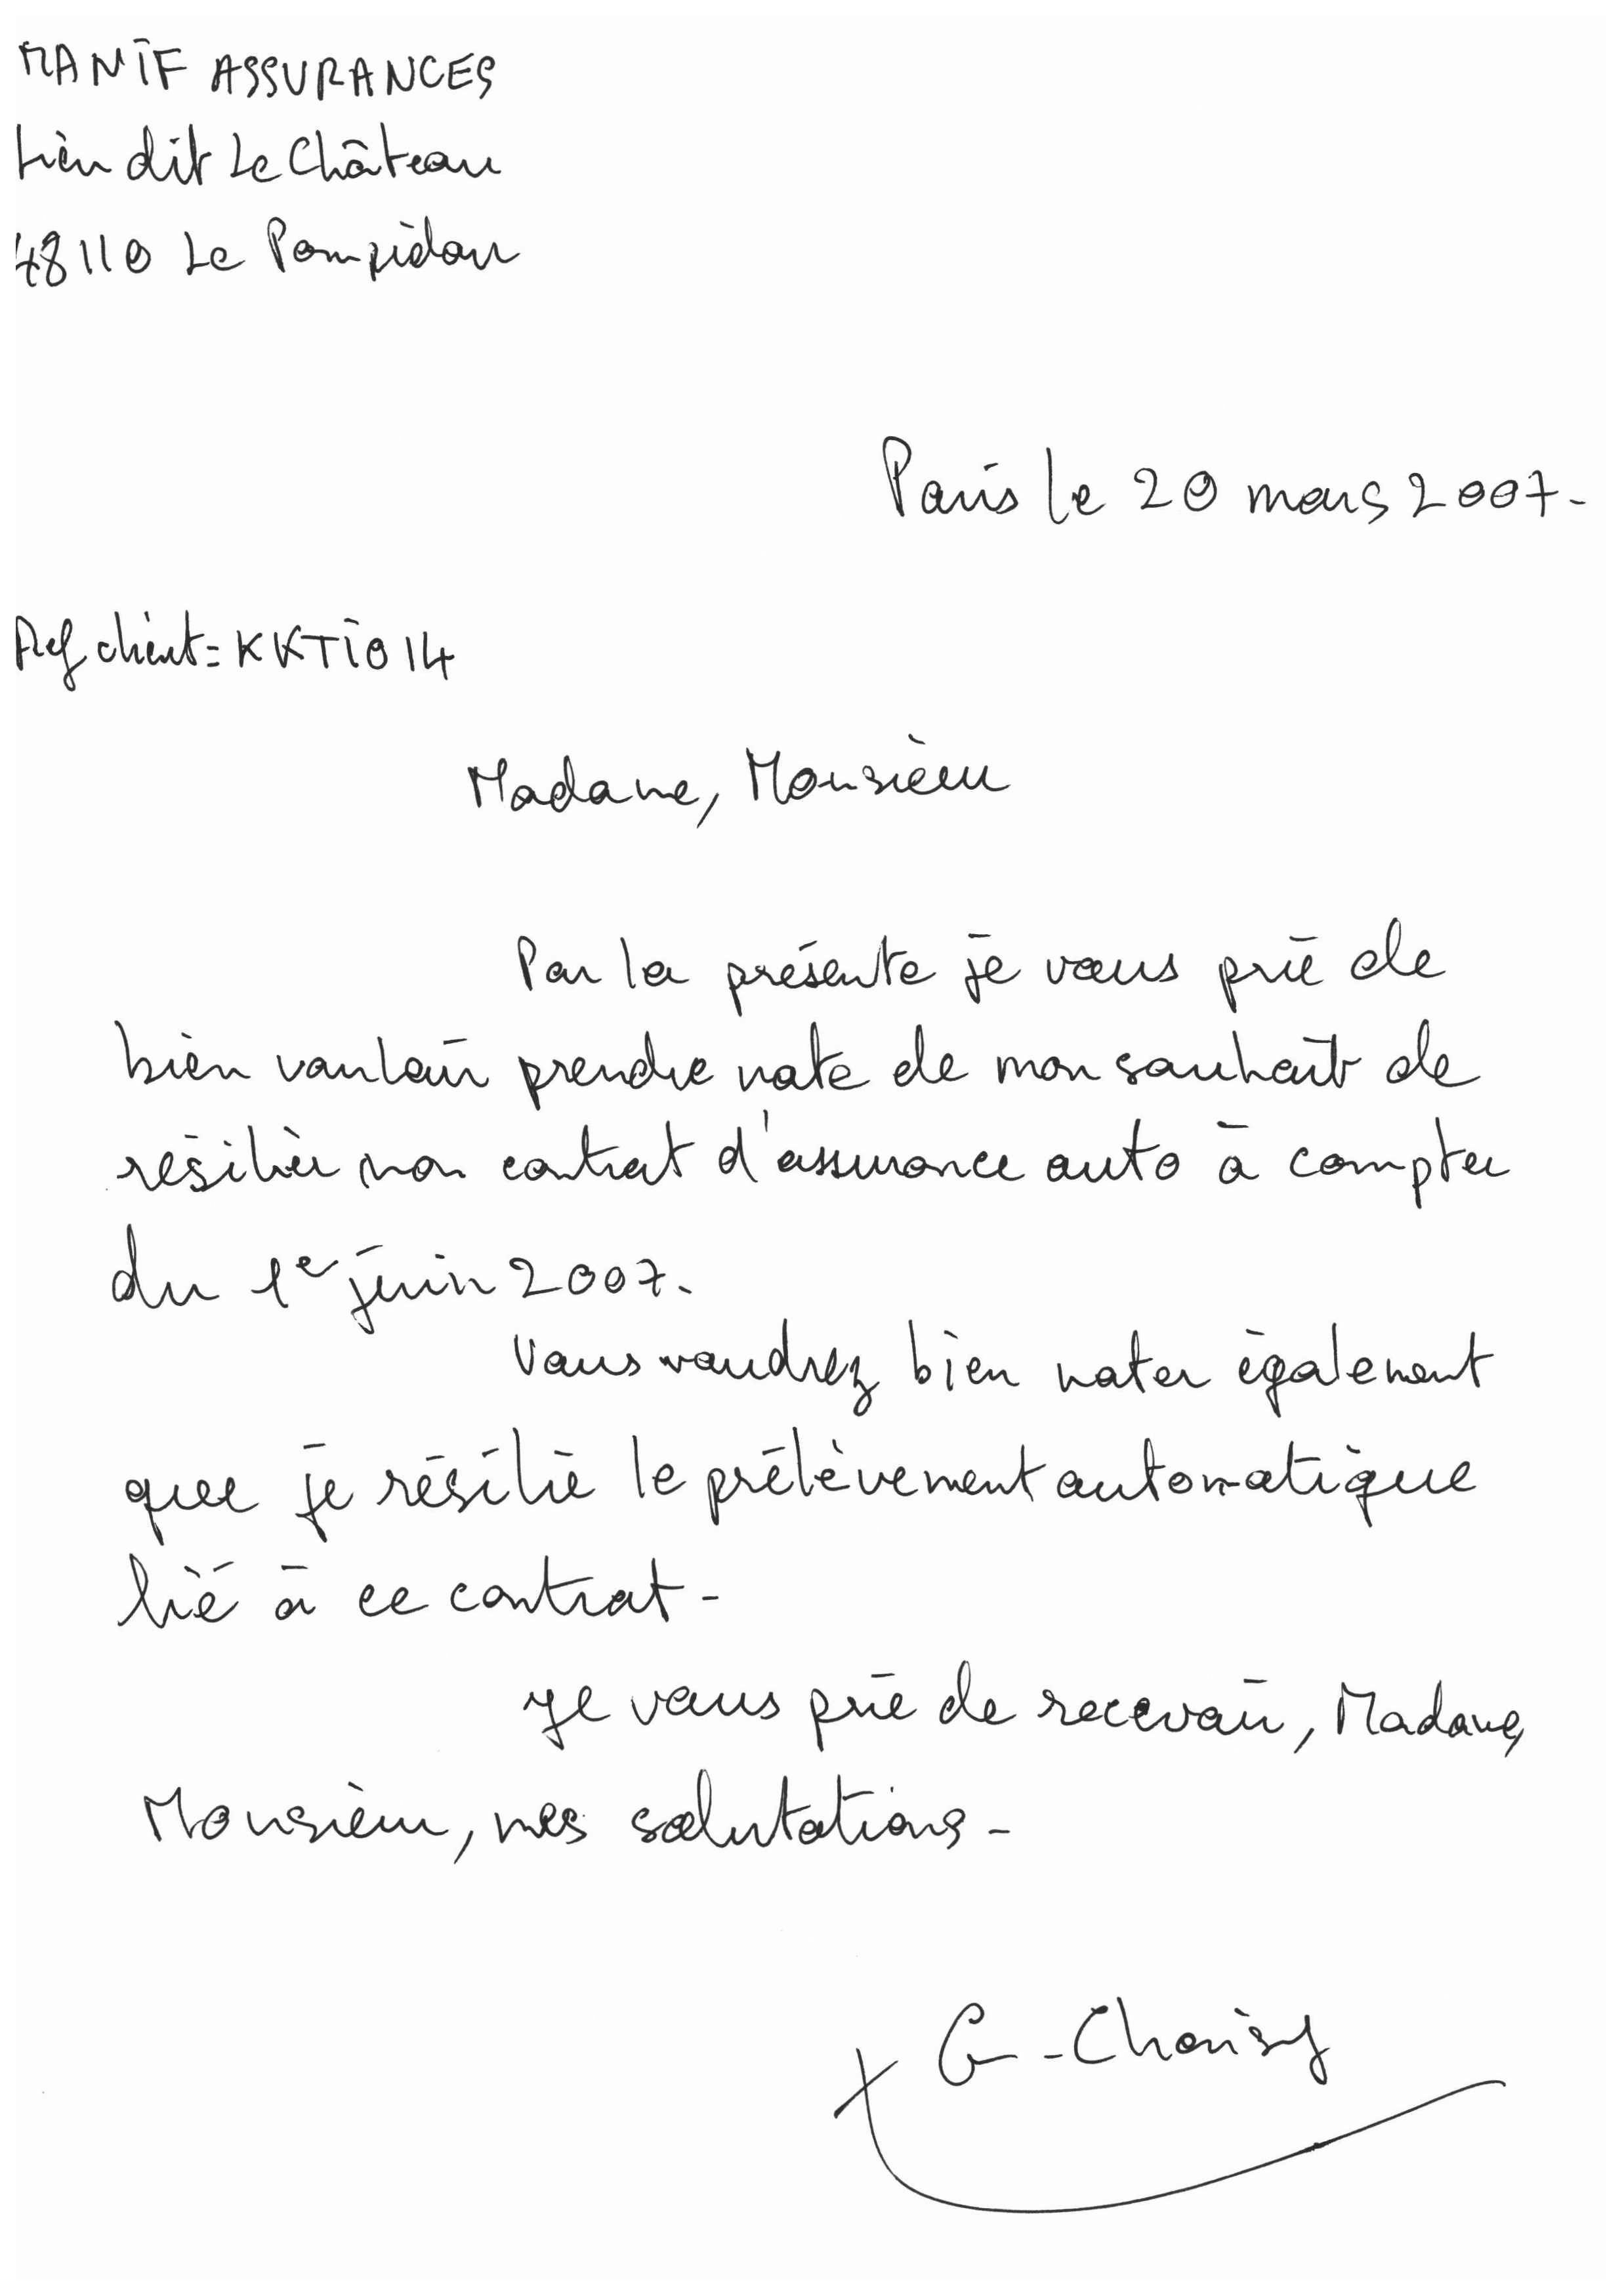 MANIF ASSURANCES
Lieu dit Le Château
48110 Le Pompidou
Paris le 20 mars 2007-
Ref client = KKTI014
Madame, Monsieur
Par la présente je vous prie de
bien vouloir prendre note de mon souhait de
résilier mon contrat d'assurance auto à compter
du 1e juin 2007.
Vous voudrez bien noter également
que je résilie le prélèvement automatique
lié à ce contrat-
Je vous prie de recevoir, Madame,
Monsieur, mes salutations-